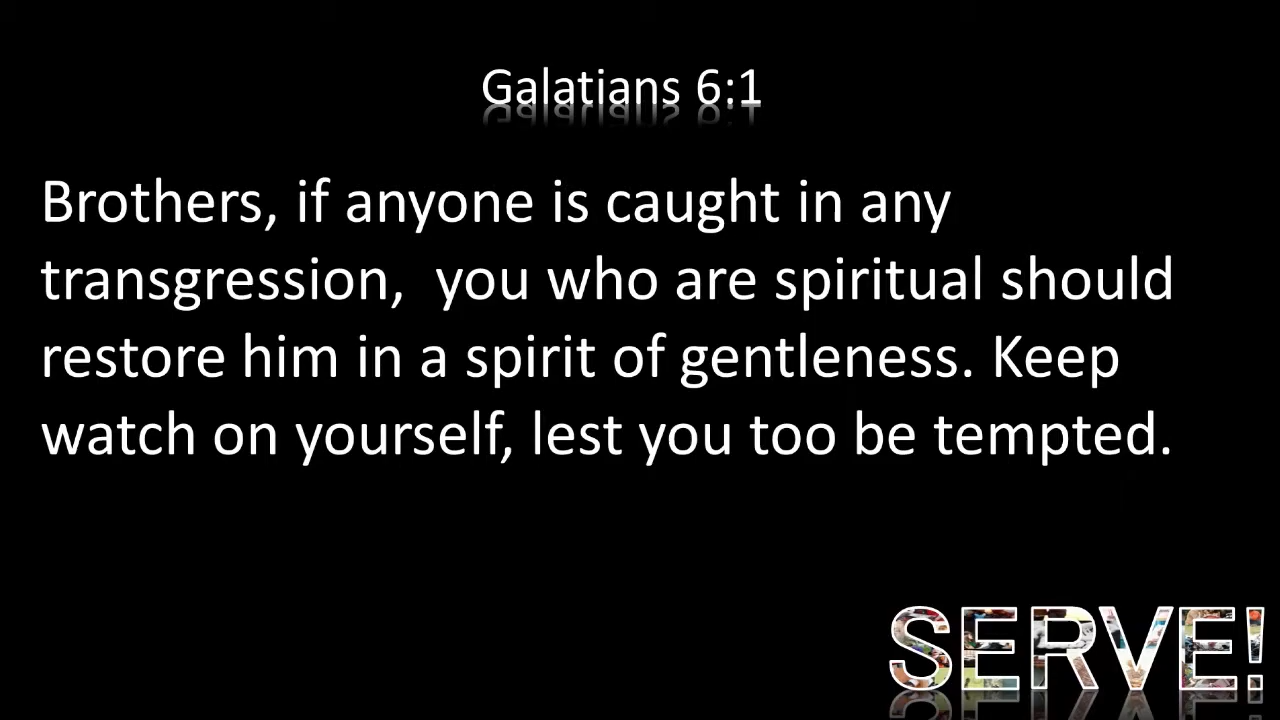 Galatians 6:1
Brothers, if anyone is caught in any
transgression,  you who are spiritual should
restore him in a spirit of gentleness. Keep
watch on yourself, lest you too be tempted.
SERVE!